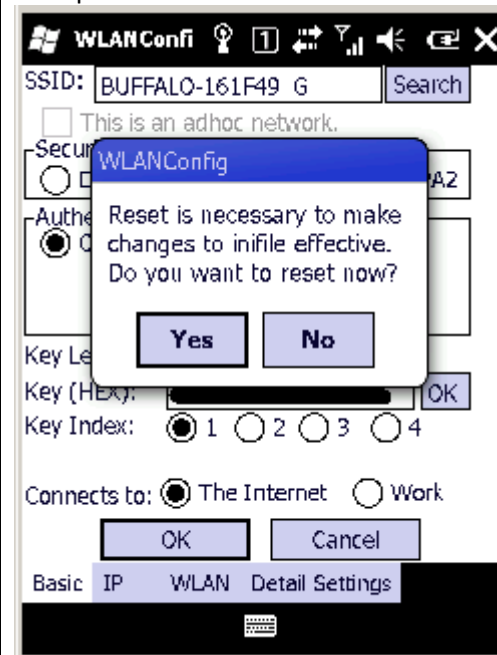 WLANConfi
SSID: BUFFALO-161F49 G Search
This is an adhoc network.
WLANConfig
Reset is necessary to make
changes to inifile effective.
Do you want to reset now?
Yes No
Key (HEX): OK
Key Index: 1 2 3 4
Connects to: The Internet Work
OK Cancel
Basic IP WLAN Detail Settings